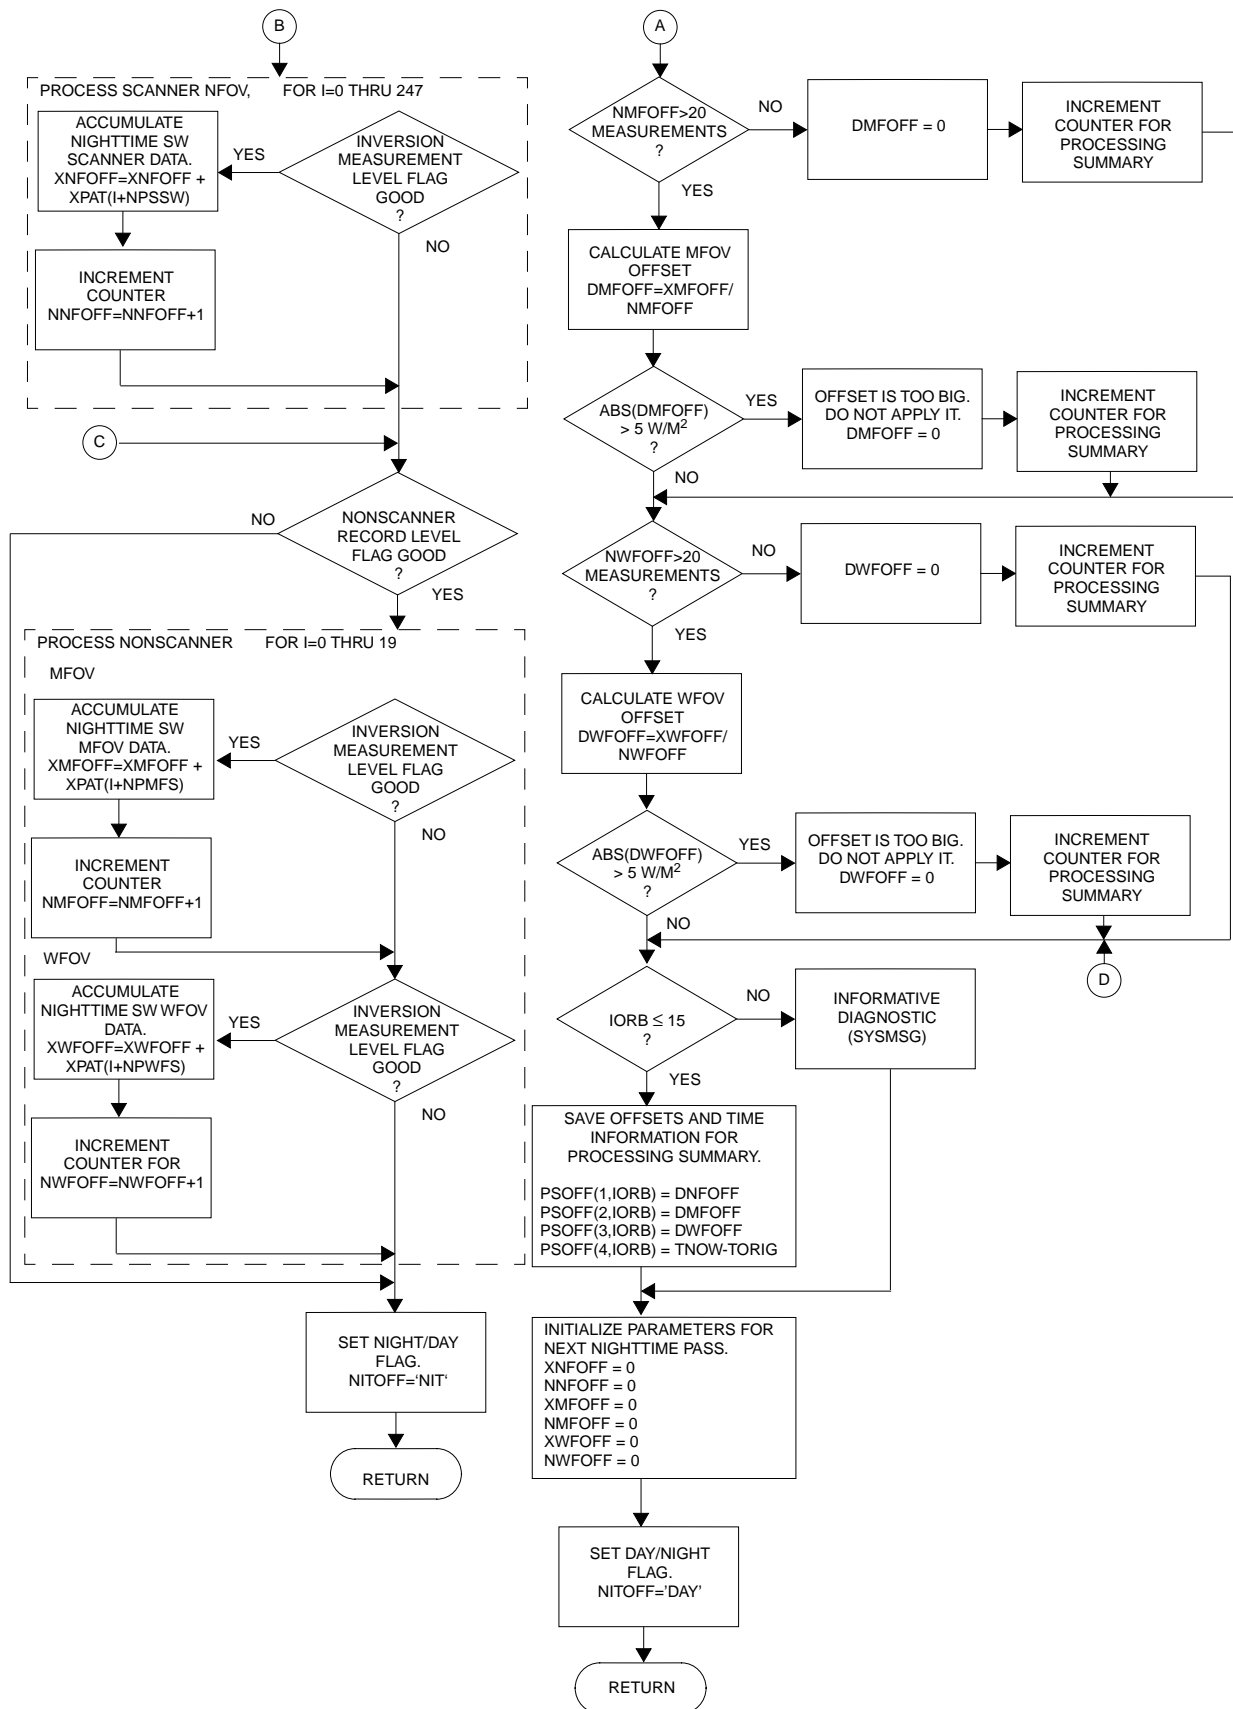 B
PROCESS SCANNER NFOV, FOR I=0 THRU 247
ACCUMULATE
NIGHTTIME SW
SCANNER DATA.
XNFOFF=XNFOFF +
XPAT(I+NPSSW)
YES
INVERSION
MEASUREMENT
LEVEL FLAG
GOOD
?
NO
INCREMENT
COUNTER
NNFOFF=NNFOFF+1
C
NO
NONSCANNER
RECORD LEVEL
FLAG GOOD
?
YES
PROCESS NONSCANNER FOR I=0 THRU 19
MFOV
ACCUMULATE
NIGHTTIME SW
MFOV DATA.
XMFOFF=XMFOFF +
XPAT(I+NPMFS)
YES
INVERSION
MEASUREMENT
LEVEL FLAG
GOOD
?
NO
INCREMENT
COUNTER
NMFOFF=NMFOFF+1
WFOV
ACCUMULATE
NIGHTTIME SW WFOV
DATA.
XWFOFF=XWFOFF +
XPAT(I+NPWFS)
YES
INVERSION
MEASUREMENT
LEVEL FLAG
GOOD
?
NO
INCREMENT
COUNTER FOR
NWFOFF=NWFOFF+1
SET NIGHT/DAY
FLAG.
NITOFF=‘NIT‘
RETURN
A
NMFOFF>20
MEASUREMENTS
?
NO
DMFOFF = 0
INCREMENT
COUNTER FOR
PROCESSING
SUMMARY
YES
CALCULATE MFOV
OFFSET
DMFOFF=XMFOFF/
NMFOFF
ABS(DMFOFF)
> 5 W/M²
?
YES
OFFSET IS TOO BIG.
DO NOT APPLY IT.
DMFOFF = 0
INCREMENT
COUNTER FOR
PROCESSING
SUMMARY
NO
NWFOFF>20
MEASUREMENTS
?
NO
DWFOFF = 0
INCREMENT
COUNTER FOR
PROCESSING
SUMMARY
YES
CALCULATE WFOV
OFFSET
DWFOFF=XWFOFF/
NWFOFF
ABS(DWFOFF)
> 5 W/M²
?
YES
OFFSET IS TOO BIG.
DO NOT APPLY IT.
DWFOFF = 0
INCREMENT
COUNTER FOR
PROCESSING
SUMMARY
NO
D
IORB ≤ 15
?
NO
INFORMATIVE
DIAGNOSTIC
(SYSMSG)
YES
SAVE OFFSETS AND TIME
INFORMATION FOR
PROCESSING SUMMARY.
PSOFF(1,IORB) = DNFOFF
PSOFF(2,IORB) = DMFOFF
PSOFF(3,IORB) = DWFOFF
PSOFF(4,IORB) = TNOW-TORIG
INITIALIZE PARAMETERS FOR
NEXT NIGHTTIME PASS.
XNFOFF = 0
NNFOFF = 0
XMFOFF = 0
NMFOFF = 0
XWFOFF = 0
NWFOFF = 0
SET DAY/NIGHT
FLAG.
NITOFF='DAY'
RETURN